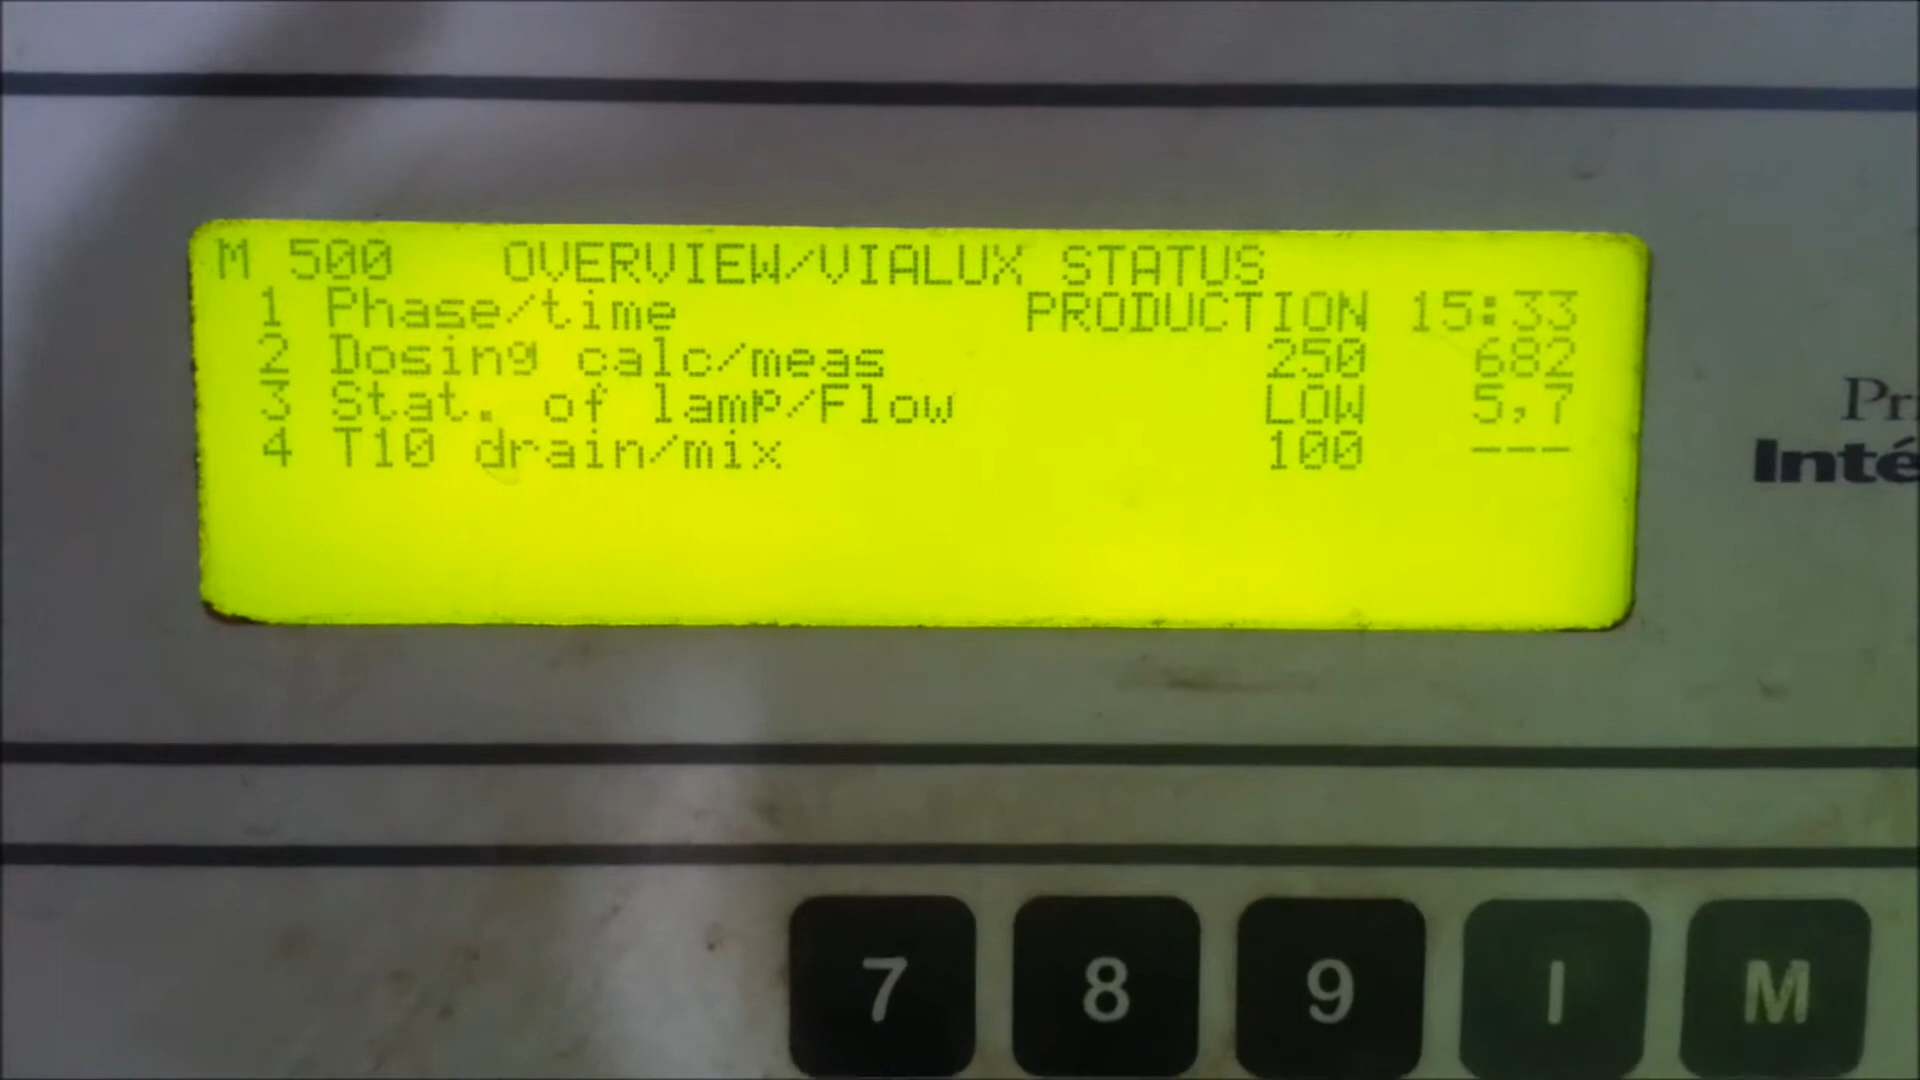 M 500 OVERVIEW/VIALUX STATUS
1 Phase/time PRODUCTION 15:33
2 Dosing calc/meas 250 682
3 Stat. of lamp/Flow LOW 5,7
4 T10 drain/mix 100 ---
Pri
Inté
7 8 9 I M